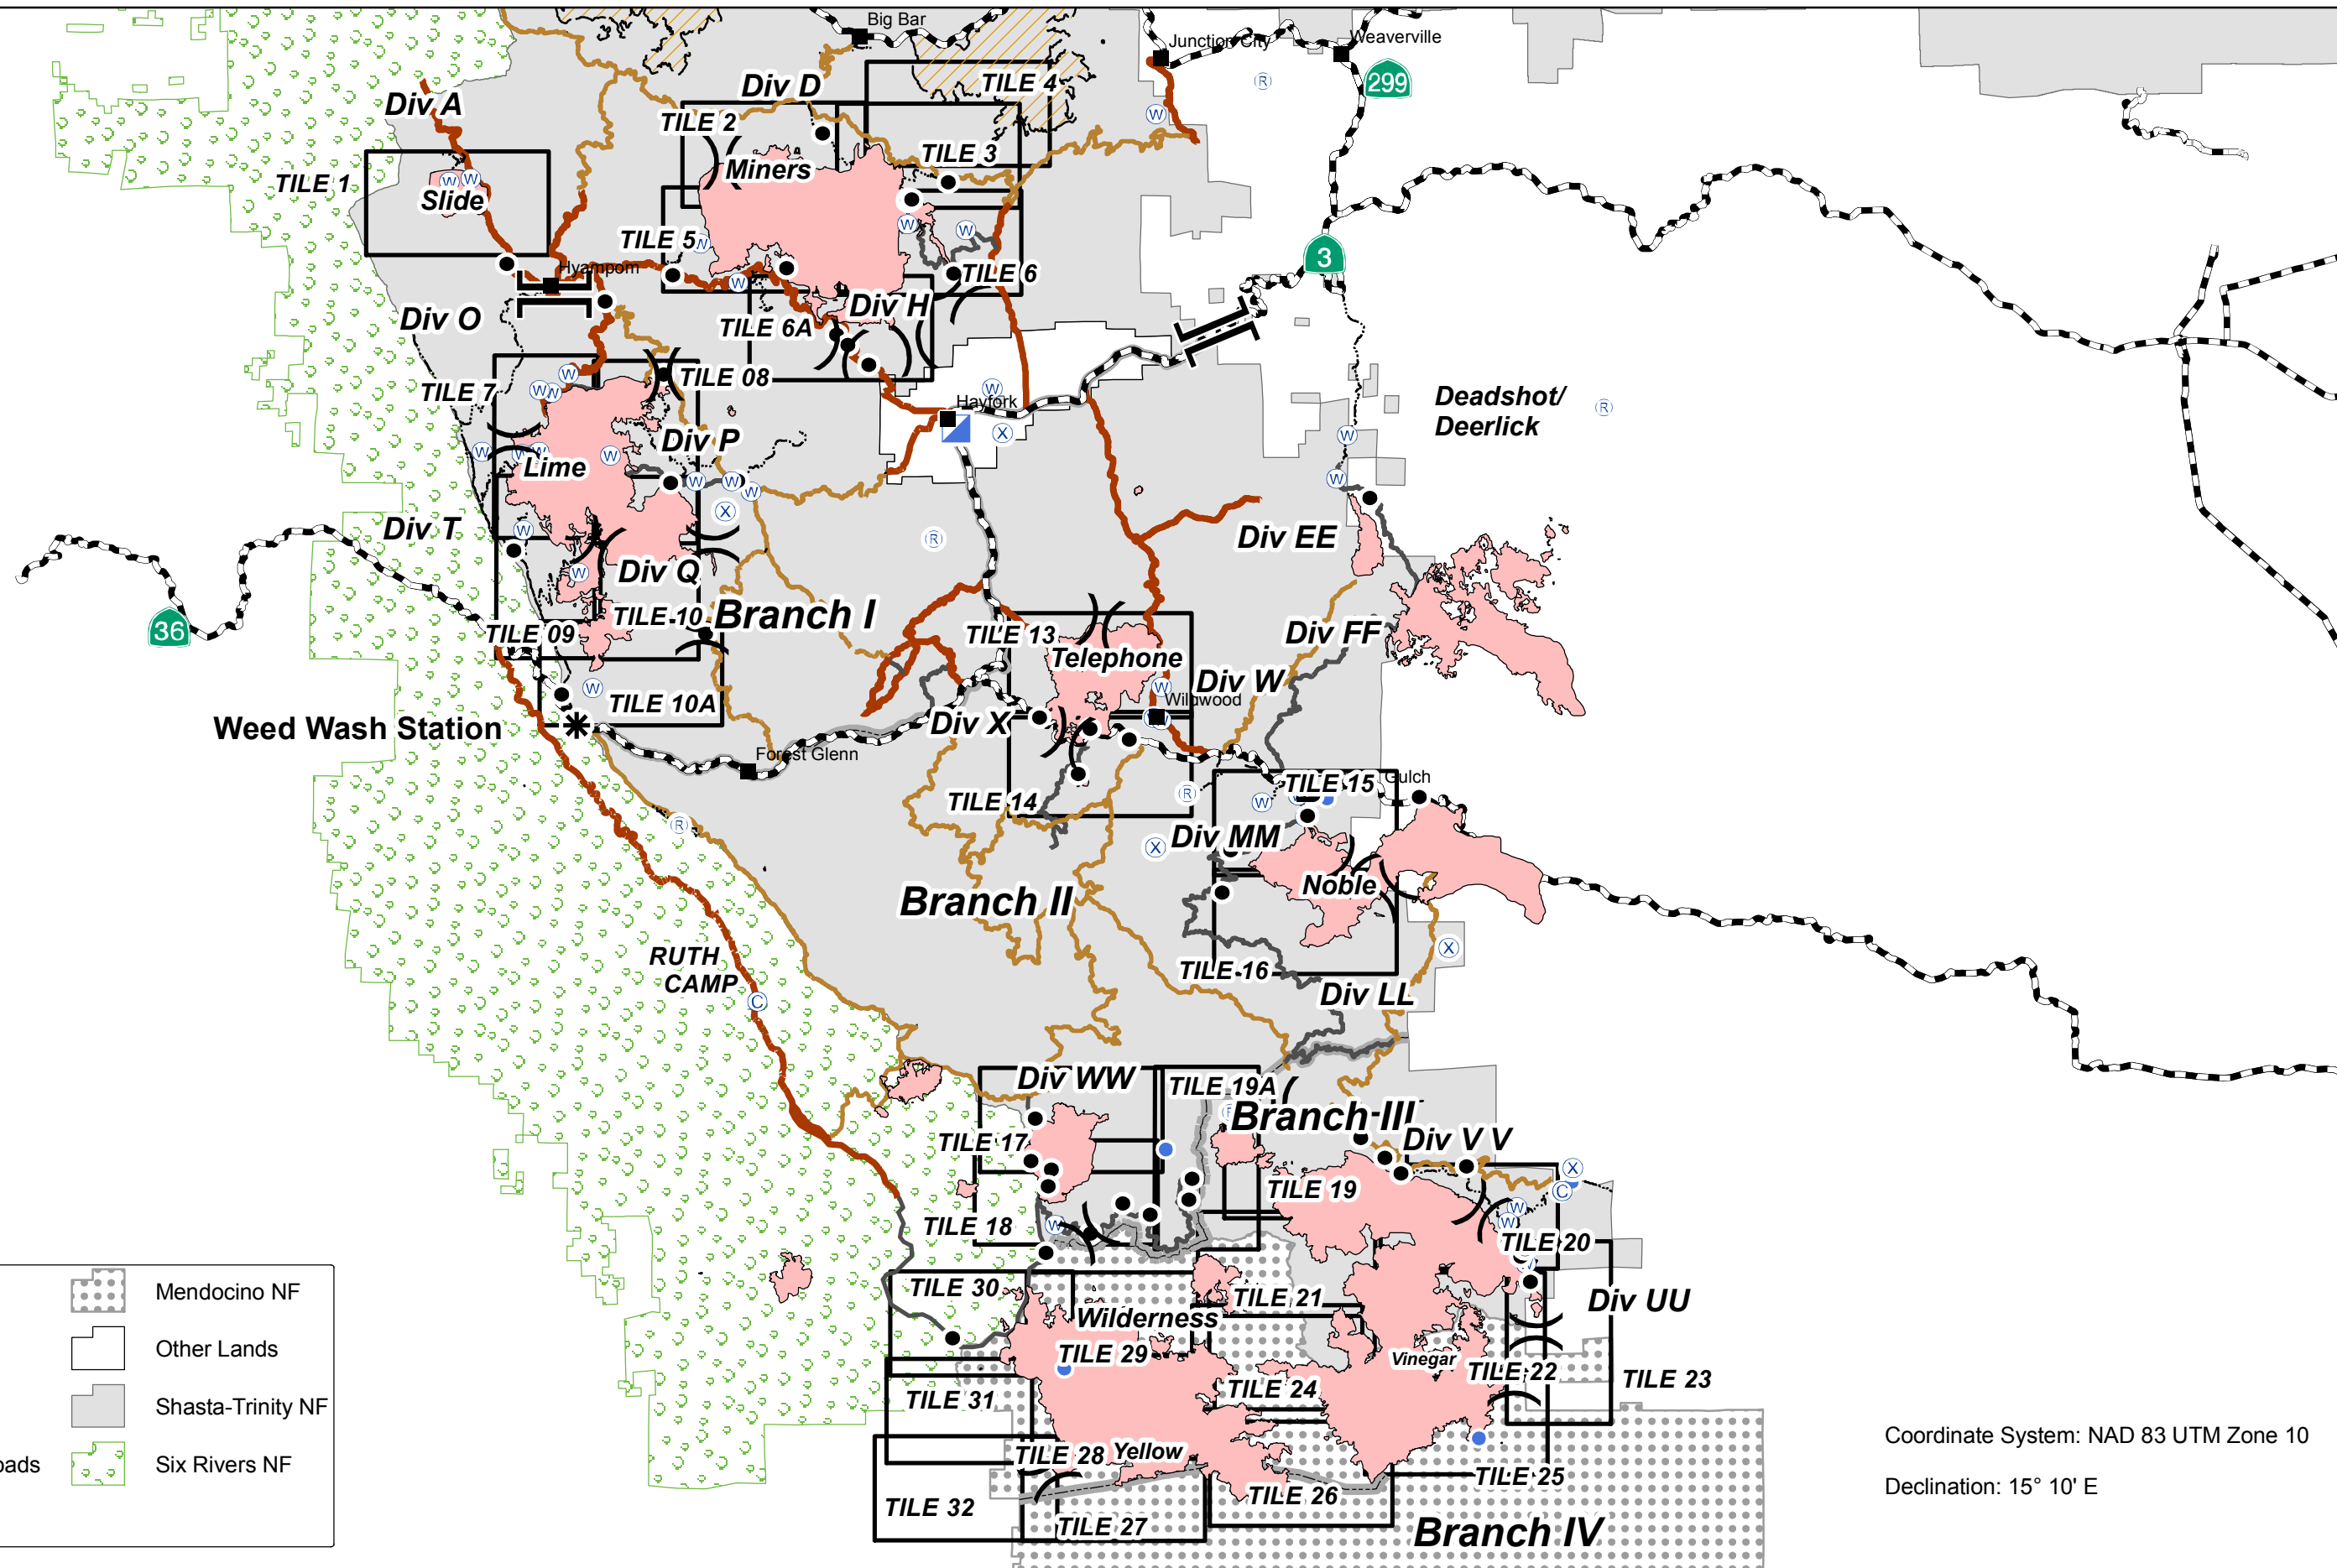 Big Bar
Junction City
Weaverville
299
Div A
Div D
TILE 4
TILE 2
TILE 3
Miners
TILE 1
Slide
TILE 5
3
Hyampom
TILE 6
Div H
Div O
TILE 6A
TILE 7
TILE 08
Hayfork
Deadshot/
Deerlick
Div P
Lime
Div T
Div EE
Div Q
TILE 10
Branch I
36
TILE 09
TILE 13
Div FF
Telephone
Div W
TILE 10A
Wildwood
Weed Wash Station
Div X
Forest Glenn
TILE 15
Gulch
TILE 14
Div MM
Noble
Branch II
RUTH
CAMP
TILE 16
Div LL
Div WW
TILE 19A
Branch III
TILE 17
Div V V
TILE 19
TILE 18
TILE 20
TILE 30
TILE 21
Div UU
Wilderness
TILE 29
Vinegar
TILE 22
TILE 23
TILE 24
TILE 31
TILE 28
Yellow
TILE 25
TILE 26
TILE 32
TILE 27
Branch IV
Mendocino NF
Other Lands
Shasta-Trinity NF
oads
Six Rivers NF
Coordinate System: NAD 83 UTM Zone 10
Declination: 15° 10' E